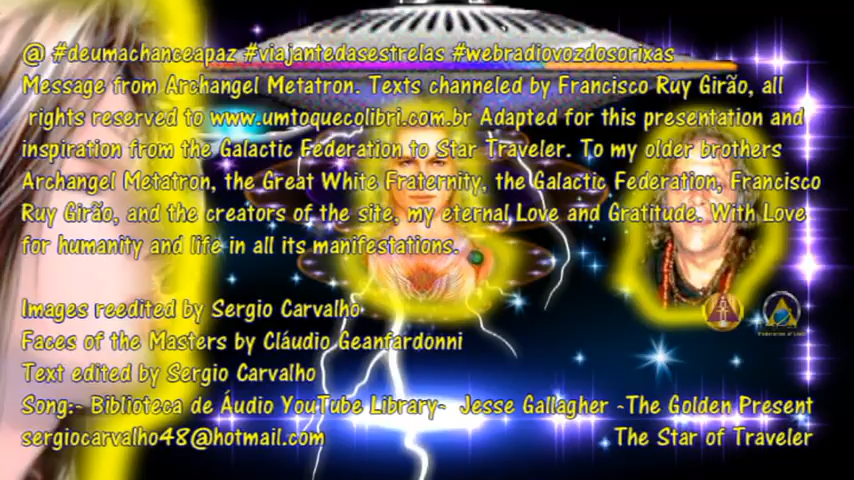 @ #deumachanceapaz #viajantedasestrelas #webradiovozdosorixas
Message from Archangel Metatron. Texts channeled by Francisco Ruy Girão, all
rights reserved to www.umtoquecolibri.com.br Adapted for this presentation and
inspiration from the Galactic Federation to Star Traveler. To my older brothers
Archangel Metatron, the Great White Fraternity, the Galactic Federation, Francisco
Ruy Girão, and the creators of the site, my eternal Love and Gratitude. With Love
for humanity and life in all its manifestations.
Images reedited by Sergio Carvalho
Faces of the Masters by Cláudio Geanfardonni
Text edited by Sergio Carvalho
Song:- Biblioteca de Áudio YouTube Library- Jesse Gallagher -The Golden Present
sergiocarvalho48@hotmail.com The Star of Traveler